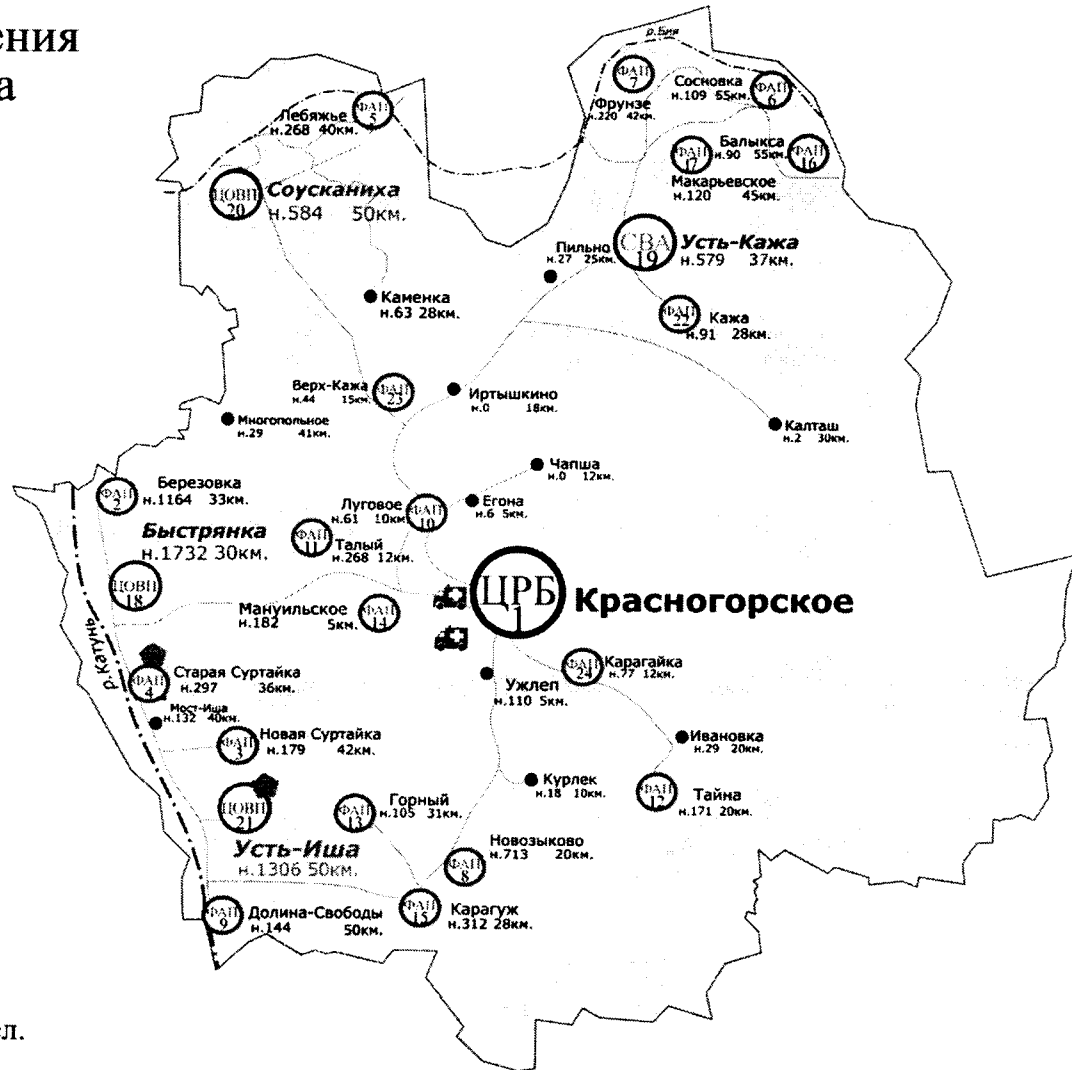 ения
а
р.Бия
ФАП
7
Фрунзе
н.220 42км.
Сосновка
н.109 55км.
ФАП
6
Лебяжье
н.268 40км.
ФАП
5
ФАП
17
Балыкса
н.90 55км.
ФАП
16
Макарьевское
н.120 45км.
ЦОВП
20
Соусканиха
н.584 50км.
СВА
19
Усть-Кажа
н.579 37км.
Пильно
н.27 25км.
Каменка
н.63 28км.
ФАП
22
Кажа
н.91 28км.
Верх-Кажа
н.44 15км.
ФАП
23
Иртышкино
н.0 18км.
Многопольное
н.29 41км.
Калташ
н.2 30км.
Чапша
н.0 12км.
ФАП
2
Березовка
н.1164 33км.
Луговое
н.61 10км
ФАП
10
Егона
н.6 5км.
Быстрянка
н.1732 30км.
ФАП
11
Талый
н.268 12км.
ЦОВП
18
ЦРБ
1
Красногорское
Мануильское
н.182 5км.
ФАП
14
р.Катунь
ФАП
4
Старая Суртайка
н.297 36км.
Ужлеп
н.110 5км.
ФАП
24
Карагайка
н.77 12км.
Мост-Иша
н.132 40км.
ФАП
3
Новая Суртайка
н.179 42км.
Ивановка
н.29 20км.
ЦОВП
21
ФАП
13
Горный
н.105 31км.
Курлек
н.18 10км.
ФАП
12
Тайна
н.171 20км.
Усть-Иша
н.1306 50км.
Новозыково
н.713 20км.
ФАП
8
ФАП
9
Долина-Свободы
н.144 50км.
ФАП
15
Карагуж
н.312 28км.
л.